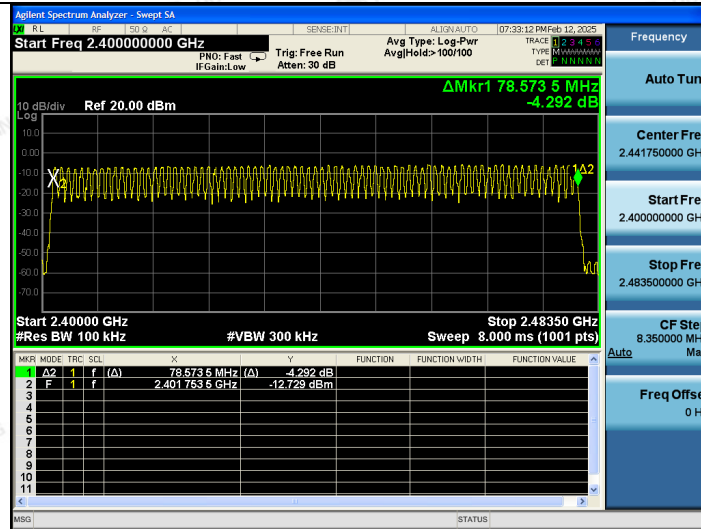 Agilent Spectrum Analyzer - Swept SA
LXI RL RF 50 Ω AC SENSE:INT ALIGN AUTO 07:33:12 PM Feb 12, 2025
Start Freq 2.400000000 GHz
PNO: Fast
IFGain:Low
Trig: Free Run
Atten: 30 dB
Avg Type: Log-Pwr
Avg|Hold:>100/100
TRACE 1 2 3 4 5 6
TYPE M
DET P N N N N N
ΔMkr1 78.573 5 MHz
-4.292 dB
10 dB/div Ref 20.00 dBm
Log
10.0
0.00
-10.0
-20.0
-30.0
-40.0
-50.0
-60.0
-70.0
X2
1Δ2
Start 2.40000 GHz
Stop 2.48350 GHz
#Res BW 100 kHz
#VBW 300 kHz
Sweep 8.000 ms (1001 pts)
MKR MODE TRC SCL X Y FUNCTION FUNCTION WIDTH FUNCTION VALUE
1 Δ2 1 f (Δ) 78.573 5 MHz (Δ) -4.292 dB
2 F 1 f 2.401 753 5 GHz -12.729 dBm
3
4
5
6
7
8
9
10
11
MSG
STATUS
Frequency
Auto Tun
Center Fre
2.441750000 GH
Start Fre
2.400000000 GH
Stop Fre
2.483500000 GH
CF Ste
8.350000 MH
Auto Ma
Freq Offse
0 H